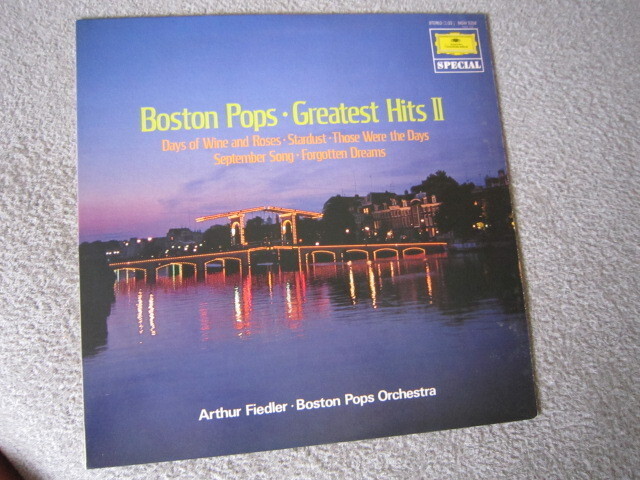 STEREO
SPECIAL
Boston Pops · Greatest Hits II
Days of Wine and Roses · Stardust · Those Were the Days
September Song · Forgotten Dreams
Arthur Fiedler · Boston Pops Orchestra